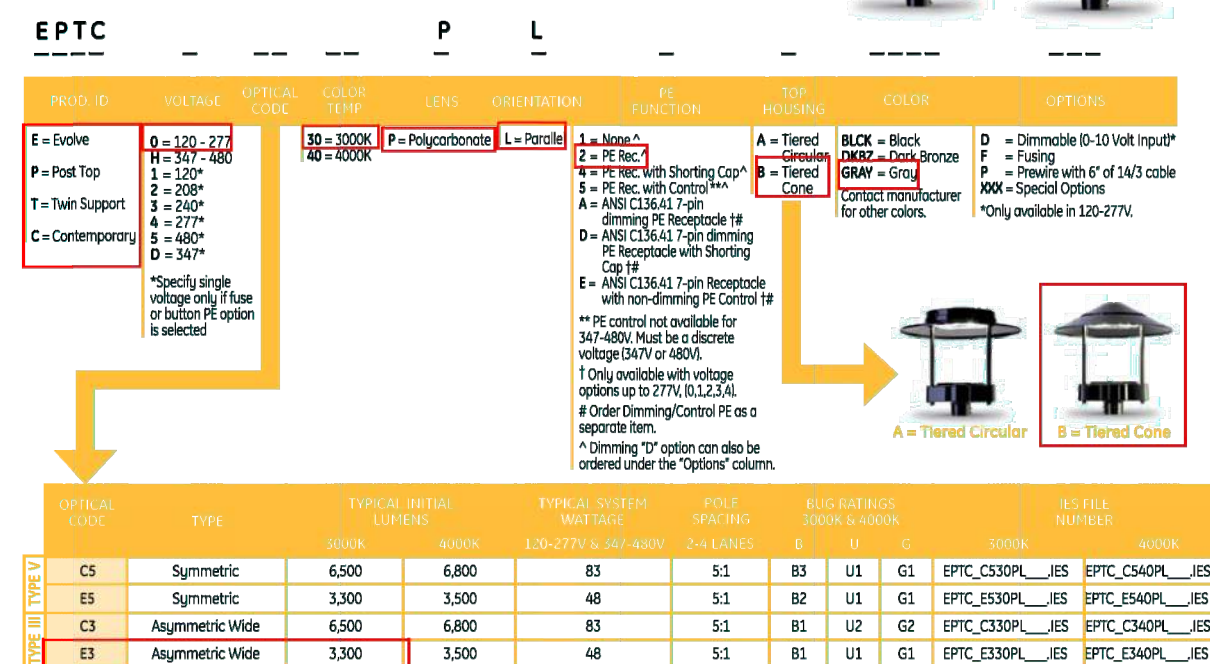 EPTC P L
____ _ __ __ _ _ _ _ ____ ___
PROD. ID VOLTAGE OPTICAL CODE COLOR TEMP LENS ORIENTATION PE FUNCTION TOP HOUSING COLOR OPTIONS
E = Evolve
P = Post Top
T = Twin Support
C = Contemporary
0 = 120 - 277
H = 347 - 480
1 = 120*
2 = 208*
3 = 240*
4 = 277*
5 = 480*
D = 347*
*Specify single
voltage only if fuse
or button PE option
is selected
30 = 3000K
40 = 4000K
P = Polycarbonate
L = Paralle
1 = None ^
2 = PE Rec.^
4 = PE Rec. with Shorting Cap^
5 = PE Rec. with Control **^
A = ANSI C136.41 7-pin
dimming PE Receptacle †#
D = ANSI C136.41 7-pin dimming
PE Receptacle with Shorting
Cap †#
E = ANSI C136.41 7-pin Receptacle
with non-dimming PE Control †#
** PE control not available for
347-480V. Must be a discrete
voltage (347V or 480V).
† Only available with voltage
options up to 277V, (0,1,2,3,4).
# Order Dimming/Control PE as a
separate item.
^ Dimming "D" option can also be
ordered under the "Options" column.
A = Tiered
Circular
B = Tiered
Cone
BLCK = Black
DKBZ = Dark Bronze
GRAY = Gray
Contact manufacturer
for other colors.
D = Dimmable (0-10 Volt Input)*
F = Fusing
P = Prewire with 6" of 14/3 cable
XXX = Special Options
*Only available in 120-277V.
A = Tiered Circular
B = Tiered Cone
OPTICAL CODE TYPE TYPICAL INITIAL LUMENS TYPICAL SYSTEM WATTAGE POLE SPACING BUG RATINGS 3000K & 4000K IES FILE NUMBER
3000K 4000K 120-277V & 347-480V 2-4 LANES B U G 3000K 4000K
TYPE V
C5 Symmetric 6,500 6,800 83 5:1 B3 U1 G1 EPTC_C530PL___.IES EPTC_C540PL___.IES
E5 Symmetric 3,300 3,500 48 5:1 B2 U1 G1 EPTC_E530PL___.IES EPTC_E540PL___.IES
TYPE III
C3 Asymmetric Wide 6,500 6,800 83 5:1 B1 U2 G2 EPTC_C330PL___.IES EPTC_C340PL___.IES
E3 Asymmetric Wide 3,300 3,500 48 5:1 B1 U1 G1 EPTC_E330PL___.IES EPTC_E340PL___.IES